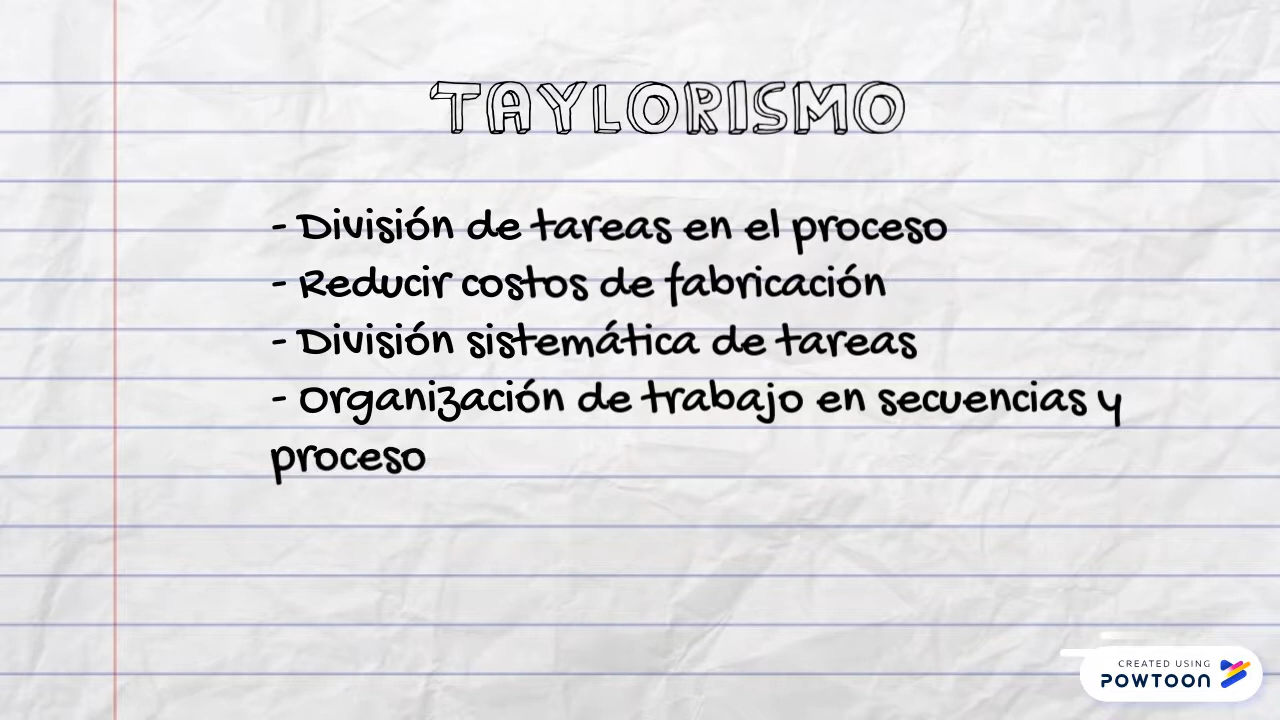 TAYLORISMO
- División de tareas en el proceso
- Reducir costos de fabricación
- División sistemática de tareas
- Organización de trabajo en secuencias y
proceso
CREATED USING
POWTOON